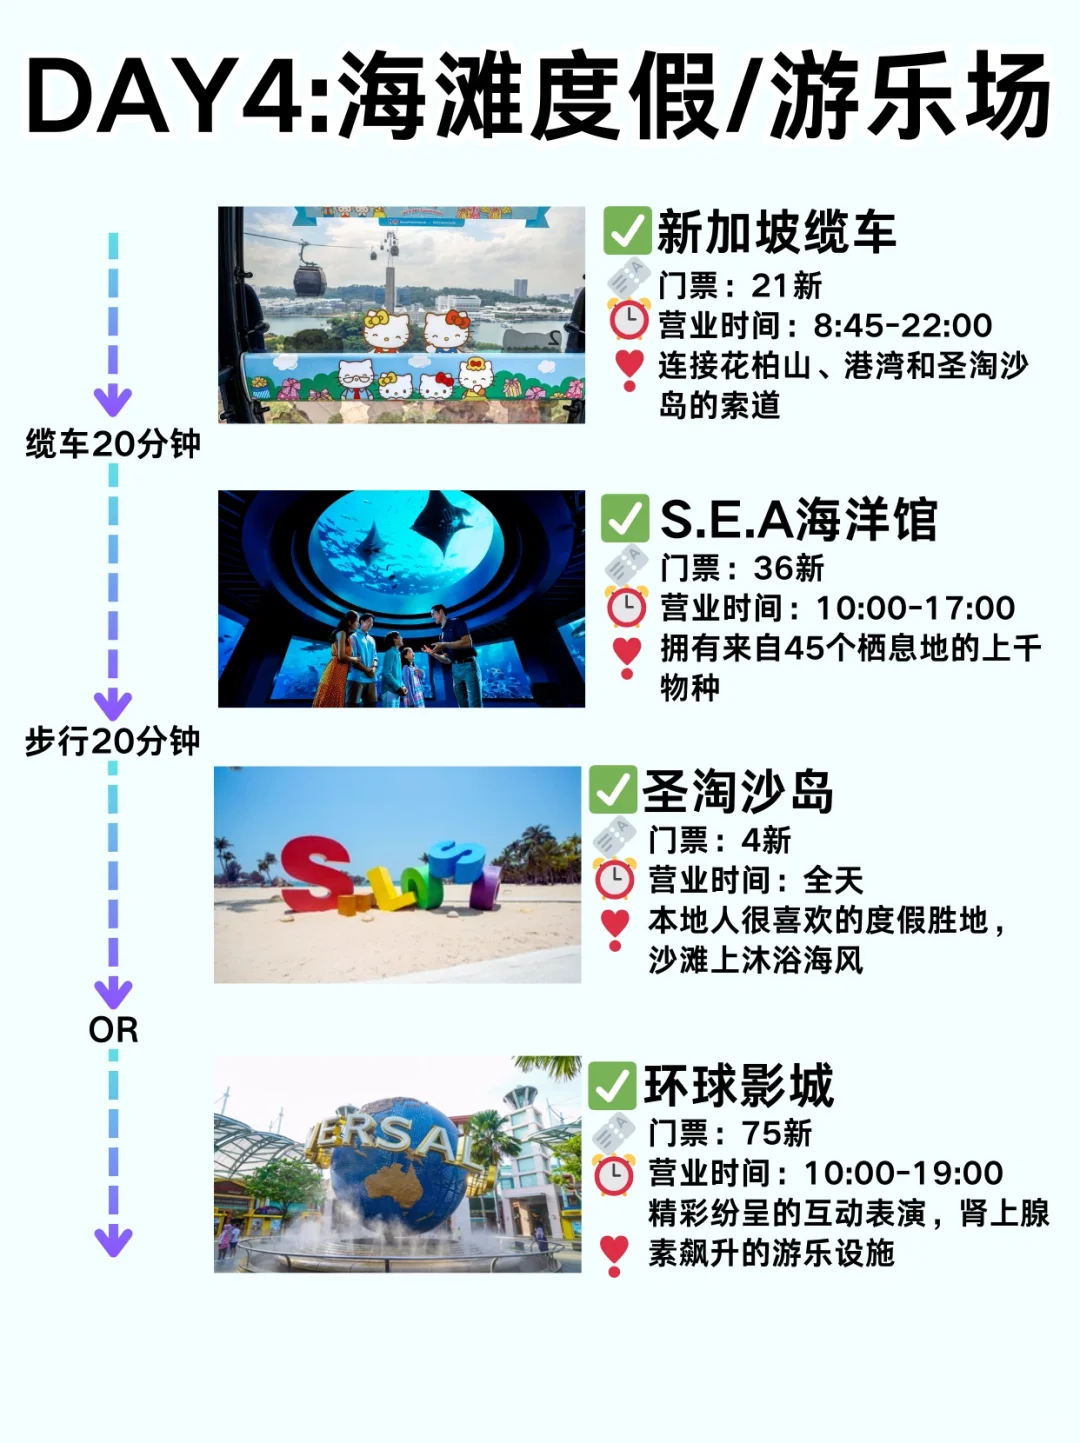 DAY4:海滩度假/游乐场
新加坡缆车
门票：21新
营业时间：8:45-22:00
连接花柏山、港湾和圣淘沙
岛的索道
缆车20分钟
S.E.A海洋馆
门票：36新
营业时间：10:00-17:00
拥有来自45个栖息地的上千
物种
步行20分钟
圣淘沙岛
门票：4新
营业时间：全天
本地人很喜欢的度假胜地，
沙滩上沐浴海风
OR
环球影城
门票：75新
营业时间：10:00-19:00
精彩纷呈的互动表演，肾上腺
素飙升的游乐设施